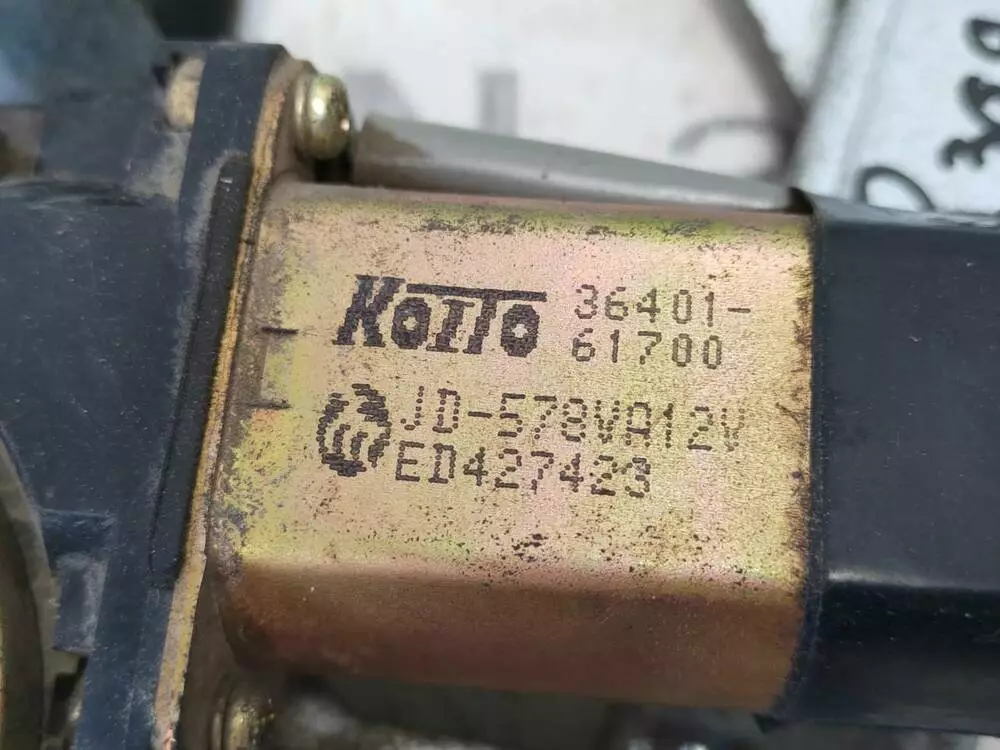 KOITO 36401-
61700
JD-578VA12V
ED427423